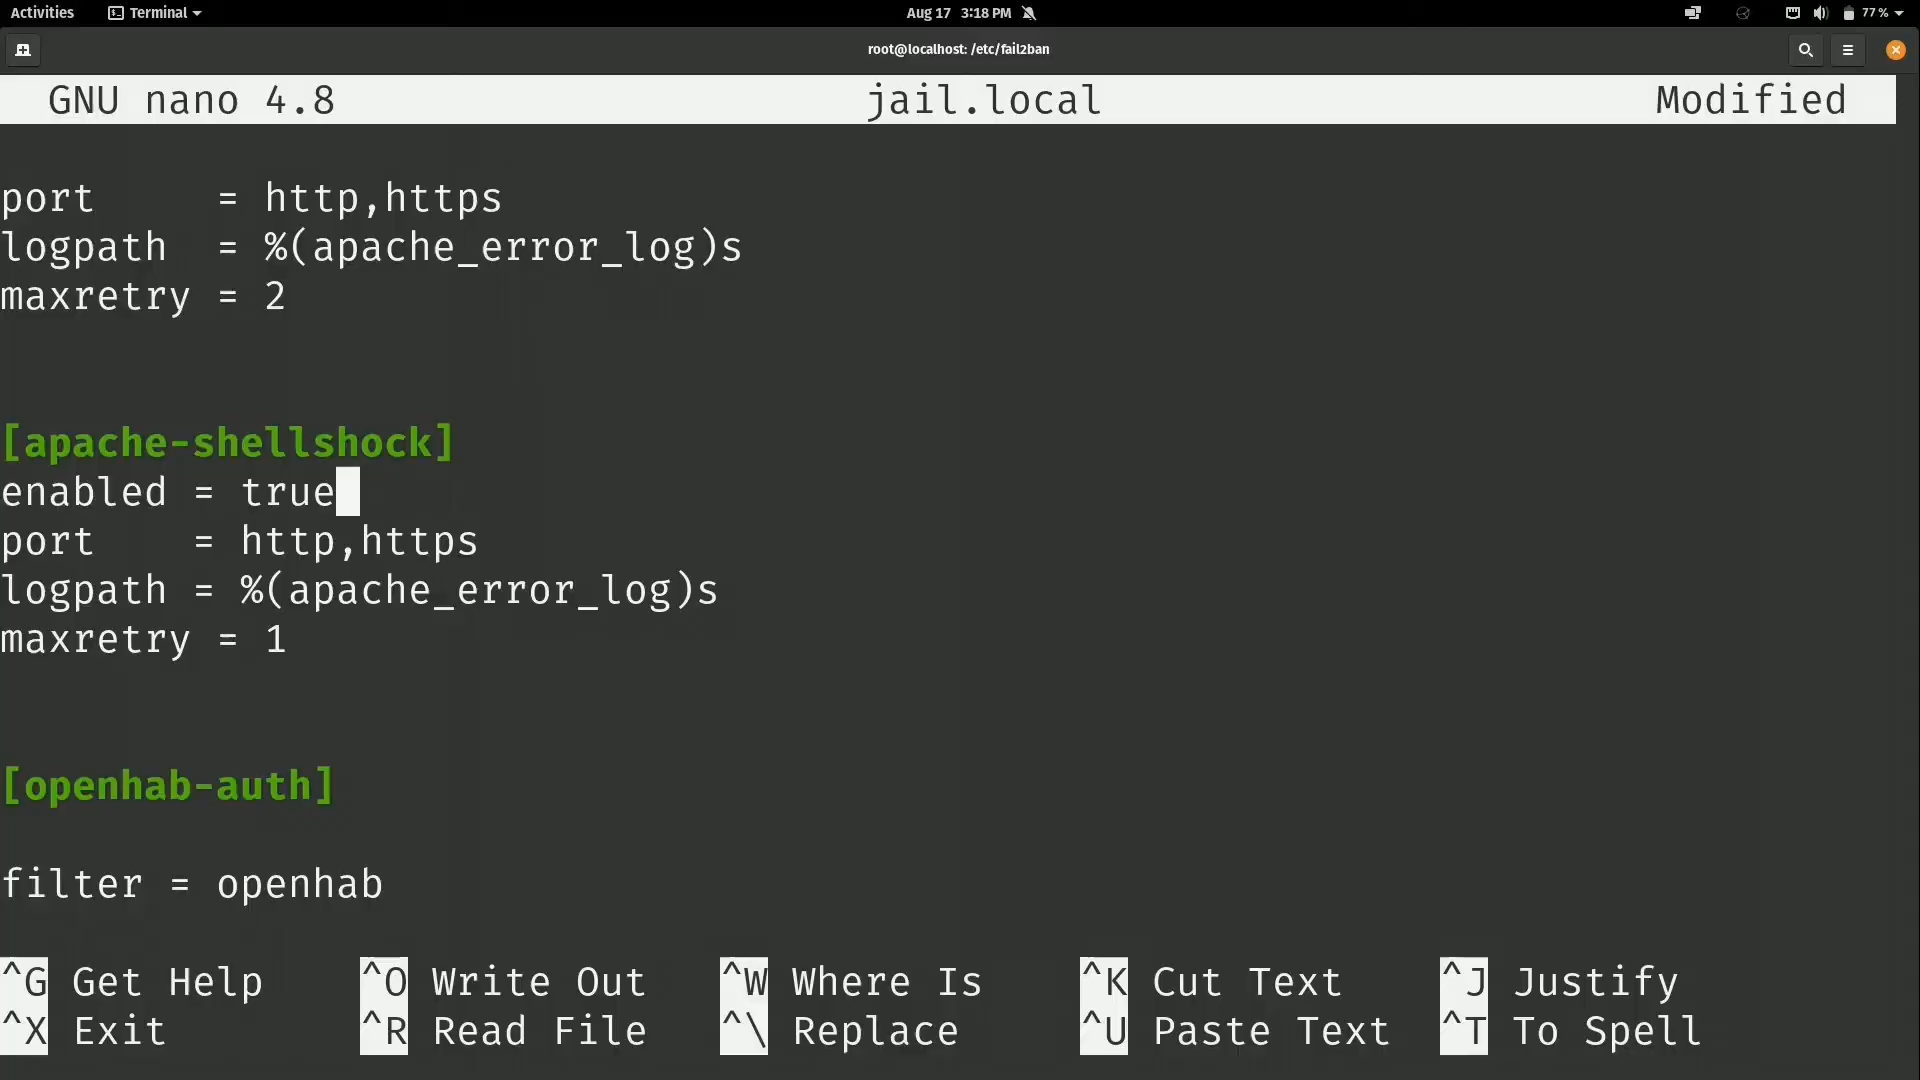 Activities Terminal Aug 17 3:18 PM 77%
root@localhost: /etc/fail2ban
GNU nano 4.8 jail.local Modified
port = http,https
logpath = %(apache_error_log)s
maxretry = 2
[apache-shellshock]
enabled = true
port = http,https
logpath = %(apache_error_log)s
maxretry = 1
[openhab-auth]
filter = openhab
^G Get Help ^O Write Out ^W Where Is ^K Cut Text ^J Justify
^X Exit ^R Read File ^\ Replace ^U Paste Text ^T To Spell